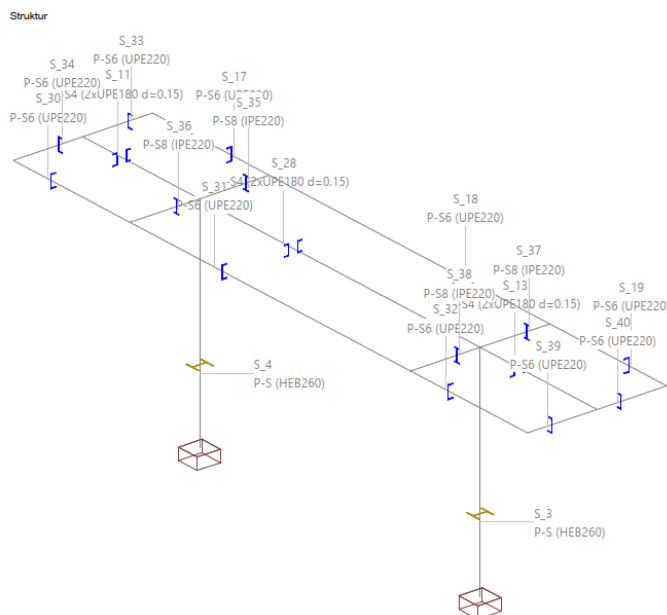 Struktur
S_33
P-S6 (UPE220)
S_34
P-S6 (UPE220)
S_11
S4 (2xUPE180 d=0.15)
S_30
P-S6 (UPE220)
S_17
P-S6 (UPE220)
S_35
P-S8 (IPE220)
S_36
P-S8 (IPE220)
S_28
S4 (2xUPE180 d=0.15)
S_31
P-S6 (UPE220)
S_18
P-S6 (UPE220)
S_37
P-S8 (IPE220)
S_38
P-S8 (IPE220)
S_13
S4 (2xUPE180 d=0.15)
S_19
P-S6 (UPE220)
S_32
P-S6 (UPE220)
S_40
P-S6 (UPE220)
S_39
P-S6 (UPE220)
S_4
P-S (HEB260)
S_3
P-S (HEB260)